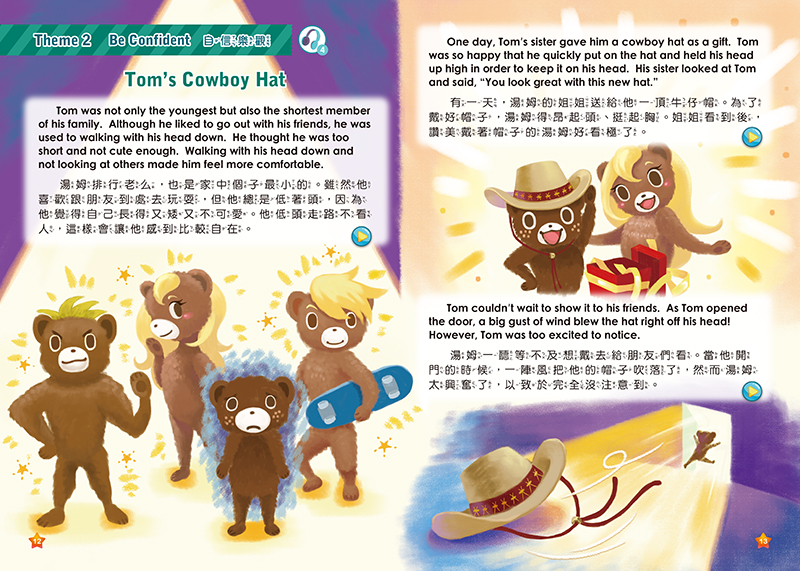 Theme 2 Be Confident 自信樂觀
4
Tom's Cowboy Hat
Tom was not only the youngest but also the shortest member
of his family. Although he liked to go out with his friends, he was
used to walking with his head down. He thought he was too
short and not cute enough. Walking with his head down and
not looking at others made him feel more comfortable.
湯姆排行老么，也是家中個子最小的。雖然他
喜歡跟朋友到處去玩耍，但他總是低著頭，因為
他覺得自己長得又矮又不可愛。他低頭走路不看
人，這樣會讓他感到比較自在。
12
One day, Tom's sister gave him a cowboy hat as a gift. Tom
was so happy that he quickly put on the hat and held his head
up high in order to keep it on his head. His sister looked at Tom
and said, “You look great with this new hat.”
有一天，湯姆的姐姐送給他一頂牛仔帽。為了
戴好帽子，湯姆得昂起頭、挺起胸。姐姐看到後，
讚美戴著帽子的湯姆好看極了。
Tom couldn't wait to show it to his friends. As Tom opened
the door, a big gust of wind blew the hat right off his head!
However, Tom was too excited to notice.
湯姆一聽等不及想戴去給朋友們看。當他開
門的時候，一陣風把他的帽子吹落了，然而湯姆
太興奮了，以致於完全沒注意到。
13